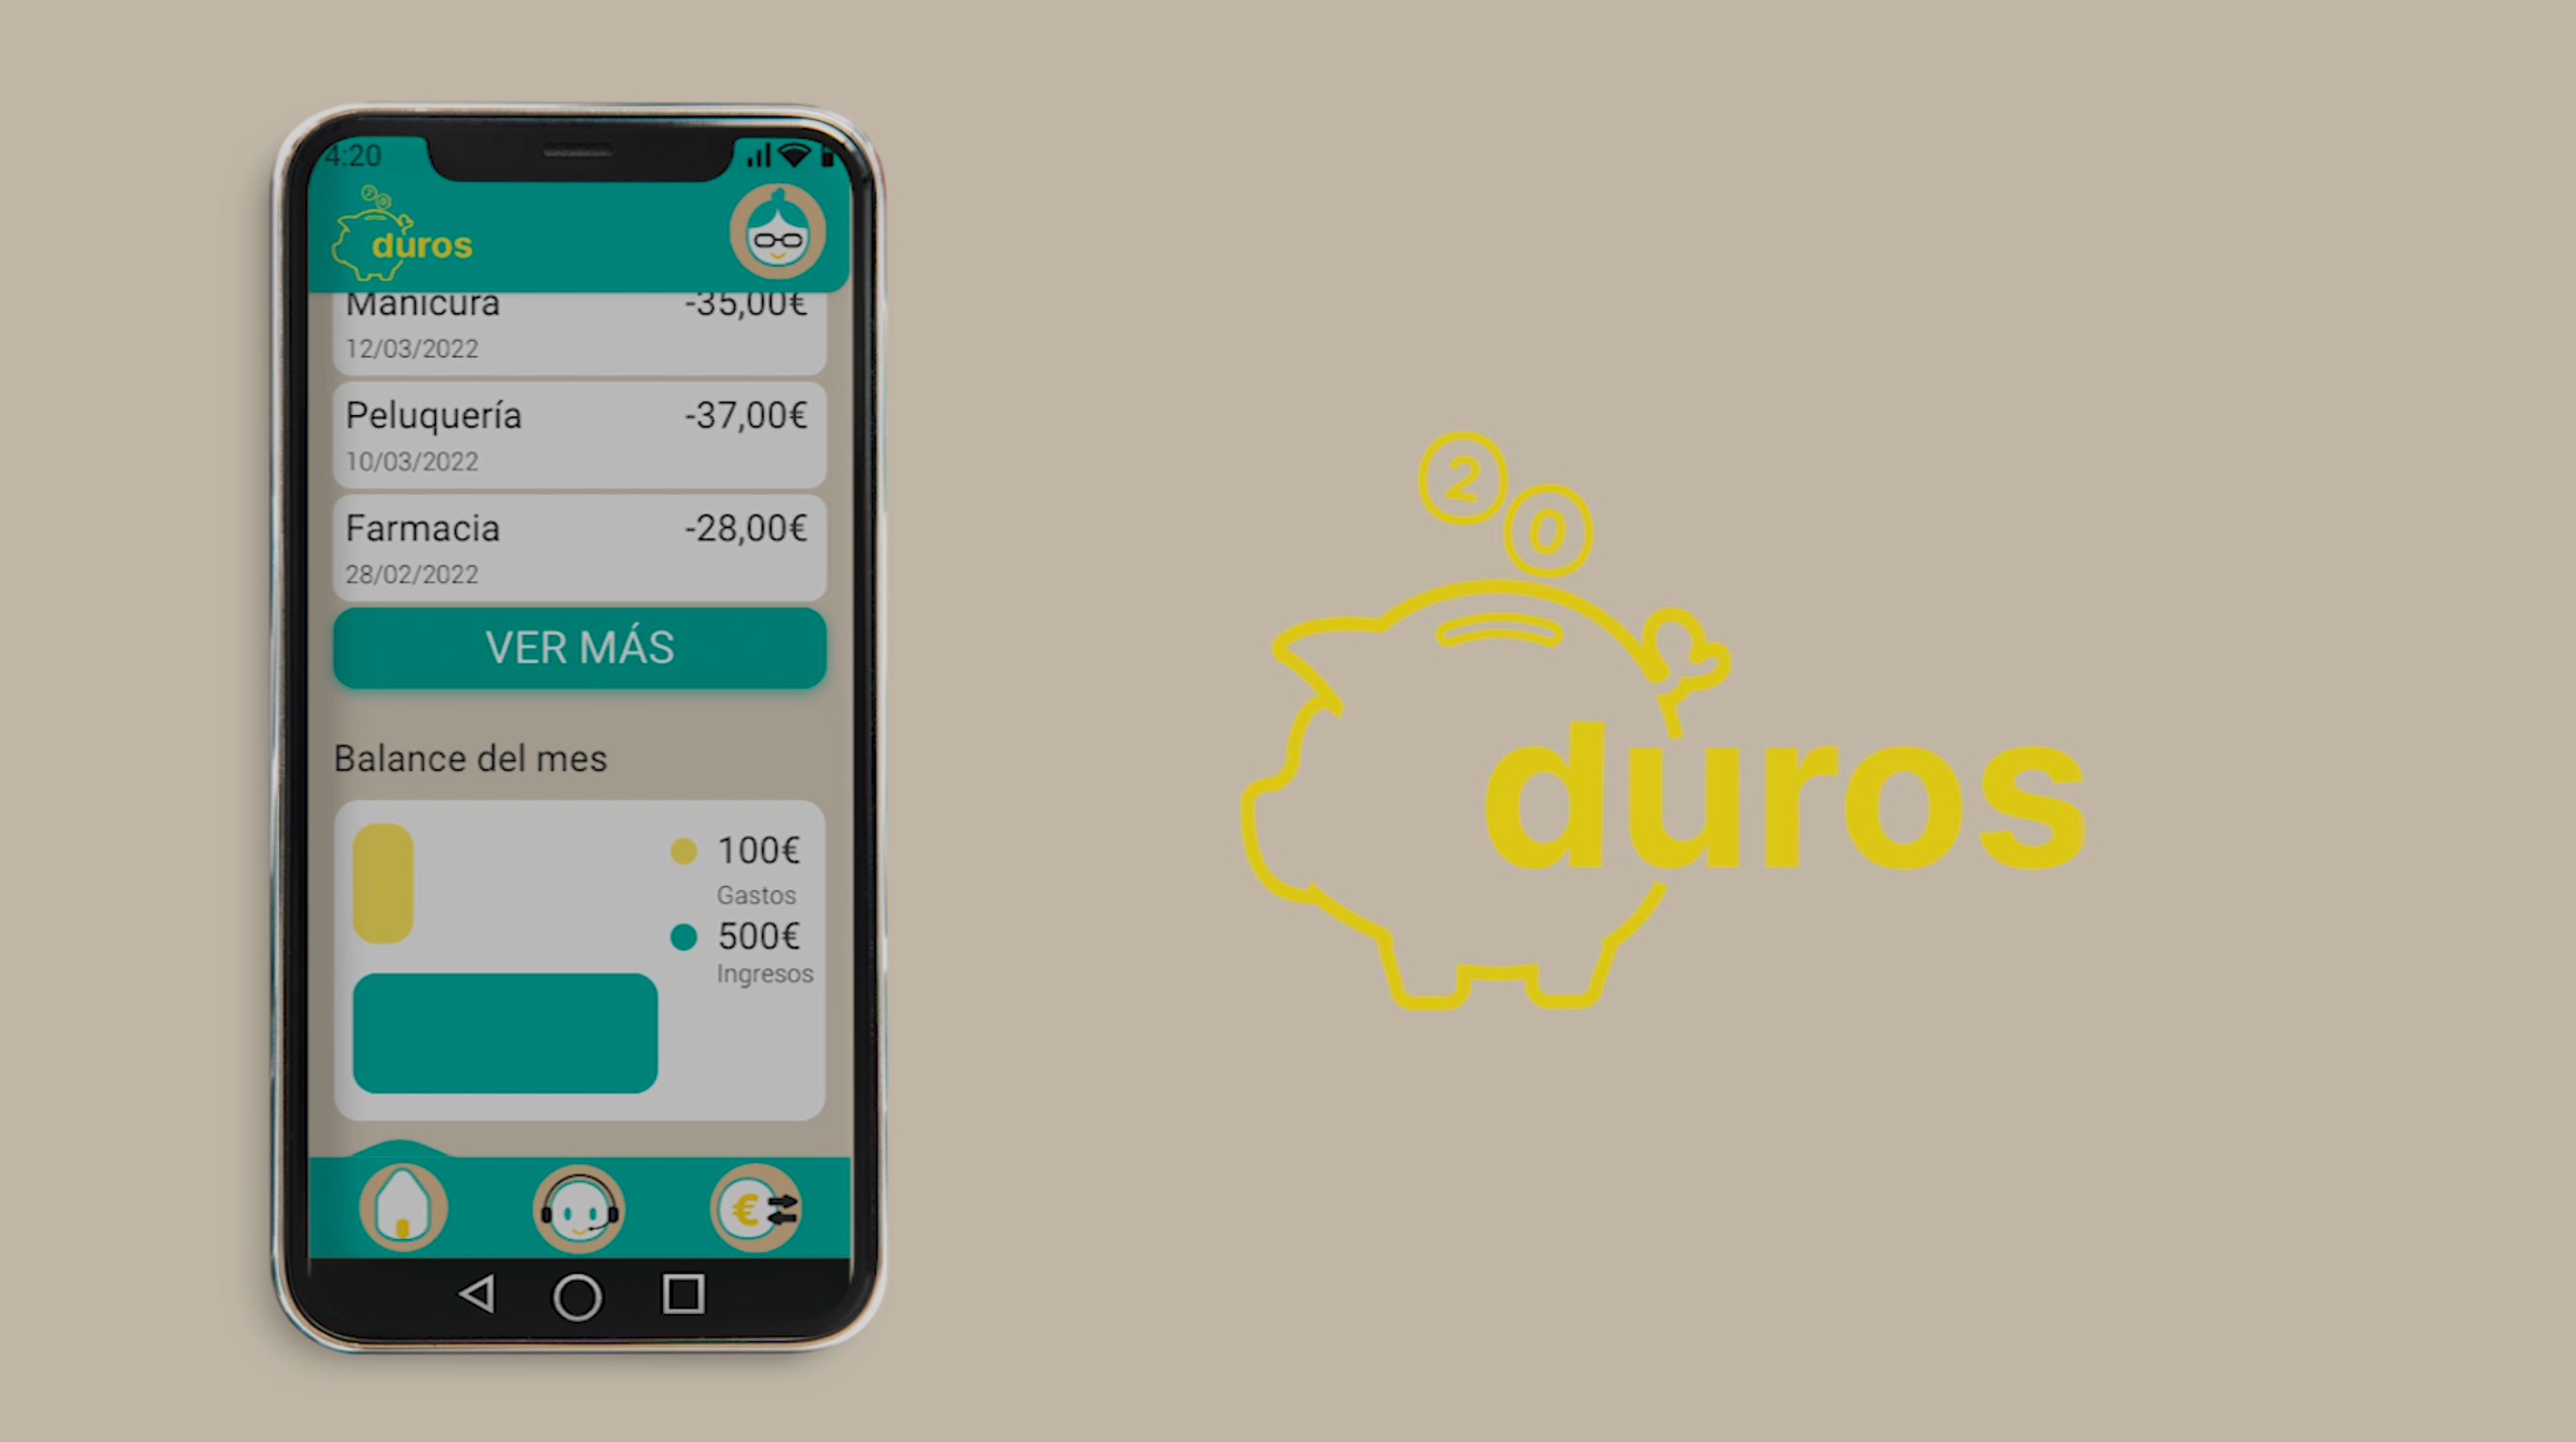 4:20
20
duros
Manicura -35,00€
12/03/2022
Peluquería -37,00€
10/03/2022
Farmacia -28,00€
28/02/2022
VER MÁS
Balance del mes
100€
Gastos
500€
Ingresos
€
2 0
duros